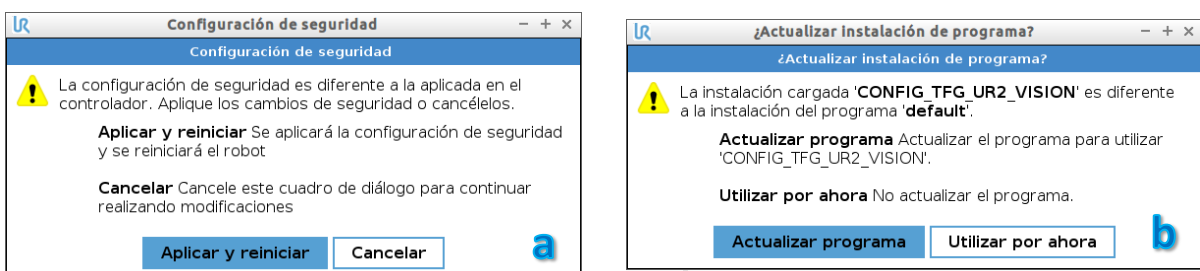 Configuración de seguridad
Configuración de seguridad
La configuración de seguridad es diferente a la aplicada en el
controlador. Aplique los cambios de seguridad o cancélelos.
Aplicar y reiniciar Se aplicará la configuración de seguridad
y se reiniciará el robot
Cancelar Cancele este cuadro de diálogo para continuar
realizando modificaciones
Aplicar y reiniciar Cancelar
a
¿Actualizar instalación de programa?
¿Actualizar instalación de programa?
La instalación cargada 'CONFIG_TFG_UR2_VISION' es diferente
a la instalación del programa 'default'.
Actualizar programa Actualizar el programa para utilizar
'CONFIG_TFG_UR2_VISION'.
Utilizar por ahora No actualizar el programa.
Actualizar programa Utilizar por ahora
b